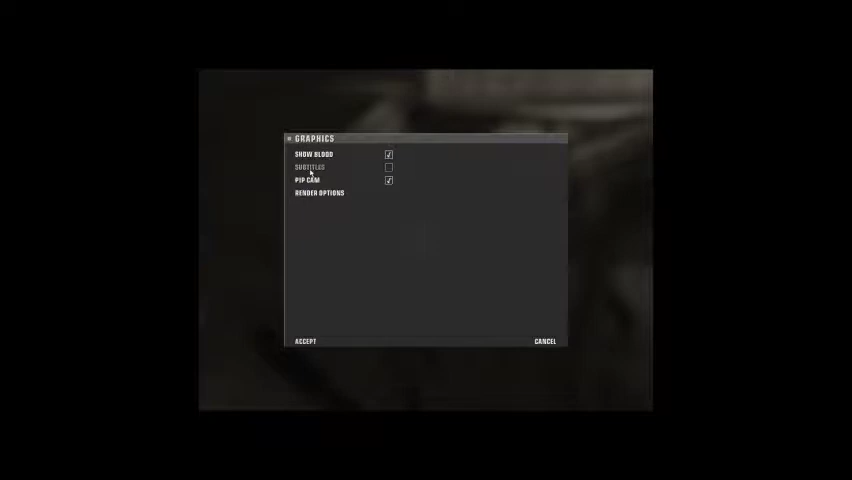 GRAPHICS
SHOW BLOOD
SUBTITLES
PIP CAM
RENDER OPTIONS
ACCEPT CANCEL